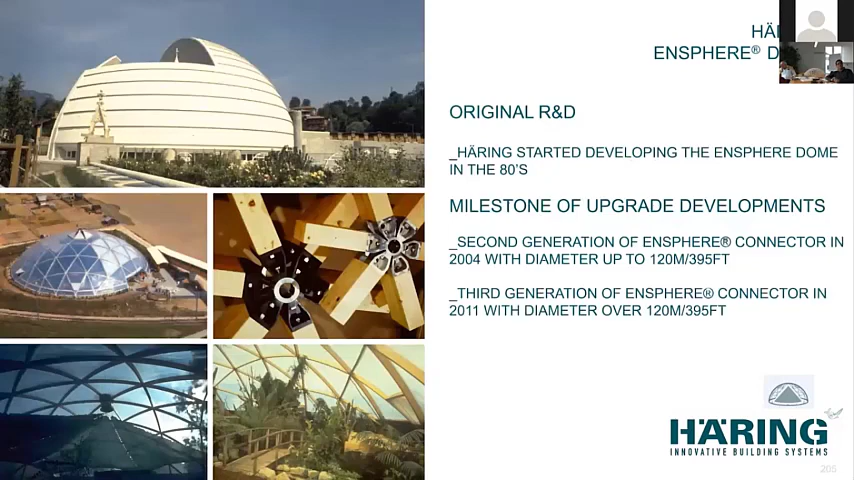 ENSPHERE®
ORIGINAL R&D
_HÄRING STARTED DEVELOPING THE ENSPHERE DOME
IN THE 80'S
MILESTONE OF UPGRADE DEVELOPMENTS
_SECOND GENERATION OF ENSPHERE® CONNECTOR IN
2004 WITH DIAMETER UP TO 120M/395FT
_THIRD GENERATION OF ENSPHERE® CONNECTOR IN
2011 WITH DIAMETER OVER 120M/395FT
HÄRING
INNOVATIVE BUILDING SYSTEMS
205